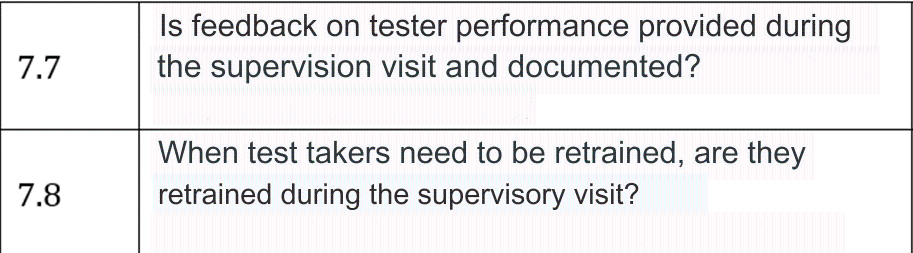 7.7
Is feedback on tester performance provided during
the supervision visit and documented?
7.8
When test takers need to be retrained, are they
retrained during the supervisory visit?